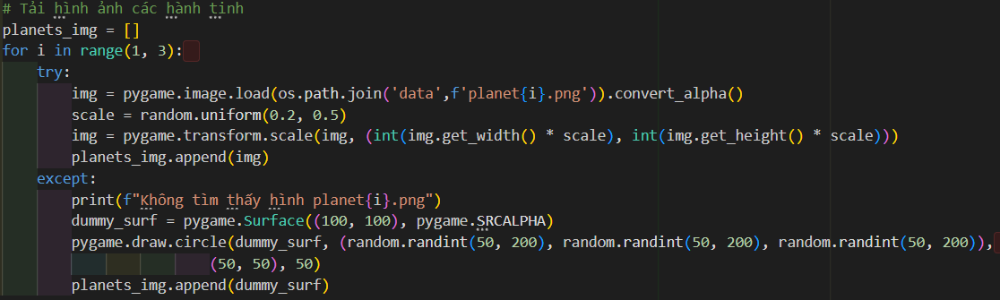 # Tải hình ảnh các hành tinh
planets_img = []
for i in range(1, 3):
try:
img = pygame.image.load(os.path.join('data',f'planet{i}.png')).convert_alpha()
scale = random.uniform(0.2, 0.5)
img = pygame.transform.scale(img, (int(img.get_width() * scale), int(img.get_height() * scale)))
planets_img.append(img)
except:
print(f"Không tìm thấy hình planet{i}.png")
dummy_surf = pygame.Surface((100, 100), pygame.SRCALPHA)
pygame.draw.circle(dummy_surf, (random.randint(50, 200), random.randint(50, 200), random.randint(50, 200)),
(50, 50), 50)
planets_img.append(dummy_surf)